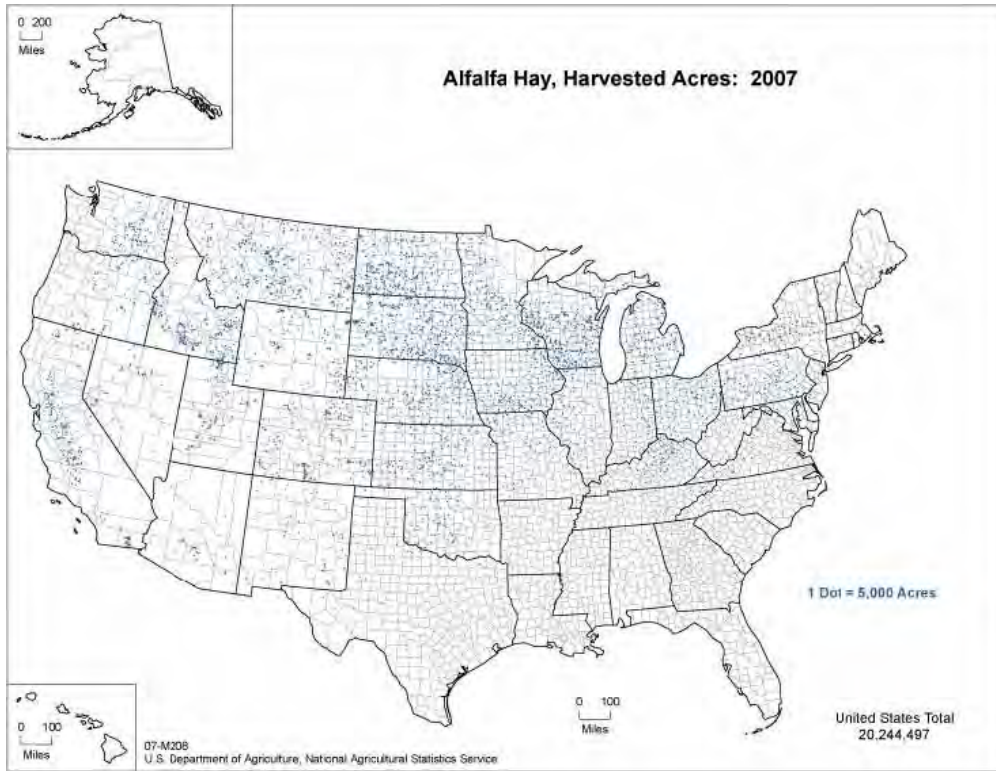 0 200
Miles
Alfalfa Hay, Harvested Acres: 2007
1 Dot = 5,000 Acres
0 100
Miles
United States Total
20,244,497
0 100
Miles
07-M208
U.S. Department of Agriculture, National Agricultural Statistics Service